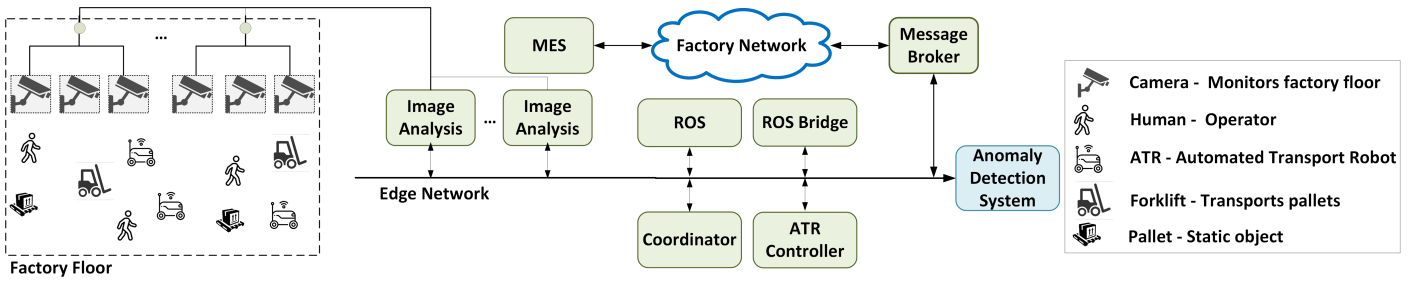 ...
MES
Factory Network
Message
Broker
Image
Analysis
...
Image
Analysis
ROS
ROS Bridge
Edge Network
Anomaly
Detection
System
Coordinator
ATR
Controller
Factory Floor
Camera - Monitors factory floor
Human - Operator
ATR - Automated Transport Robot
Forklift - Transports pallets
Pallet - Static object